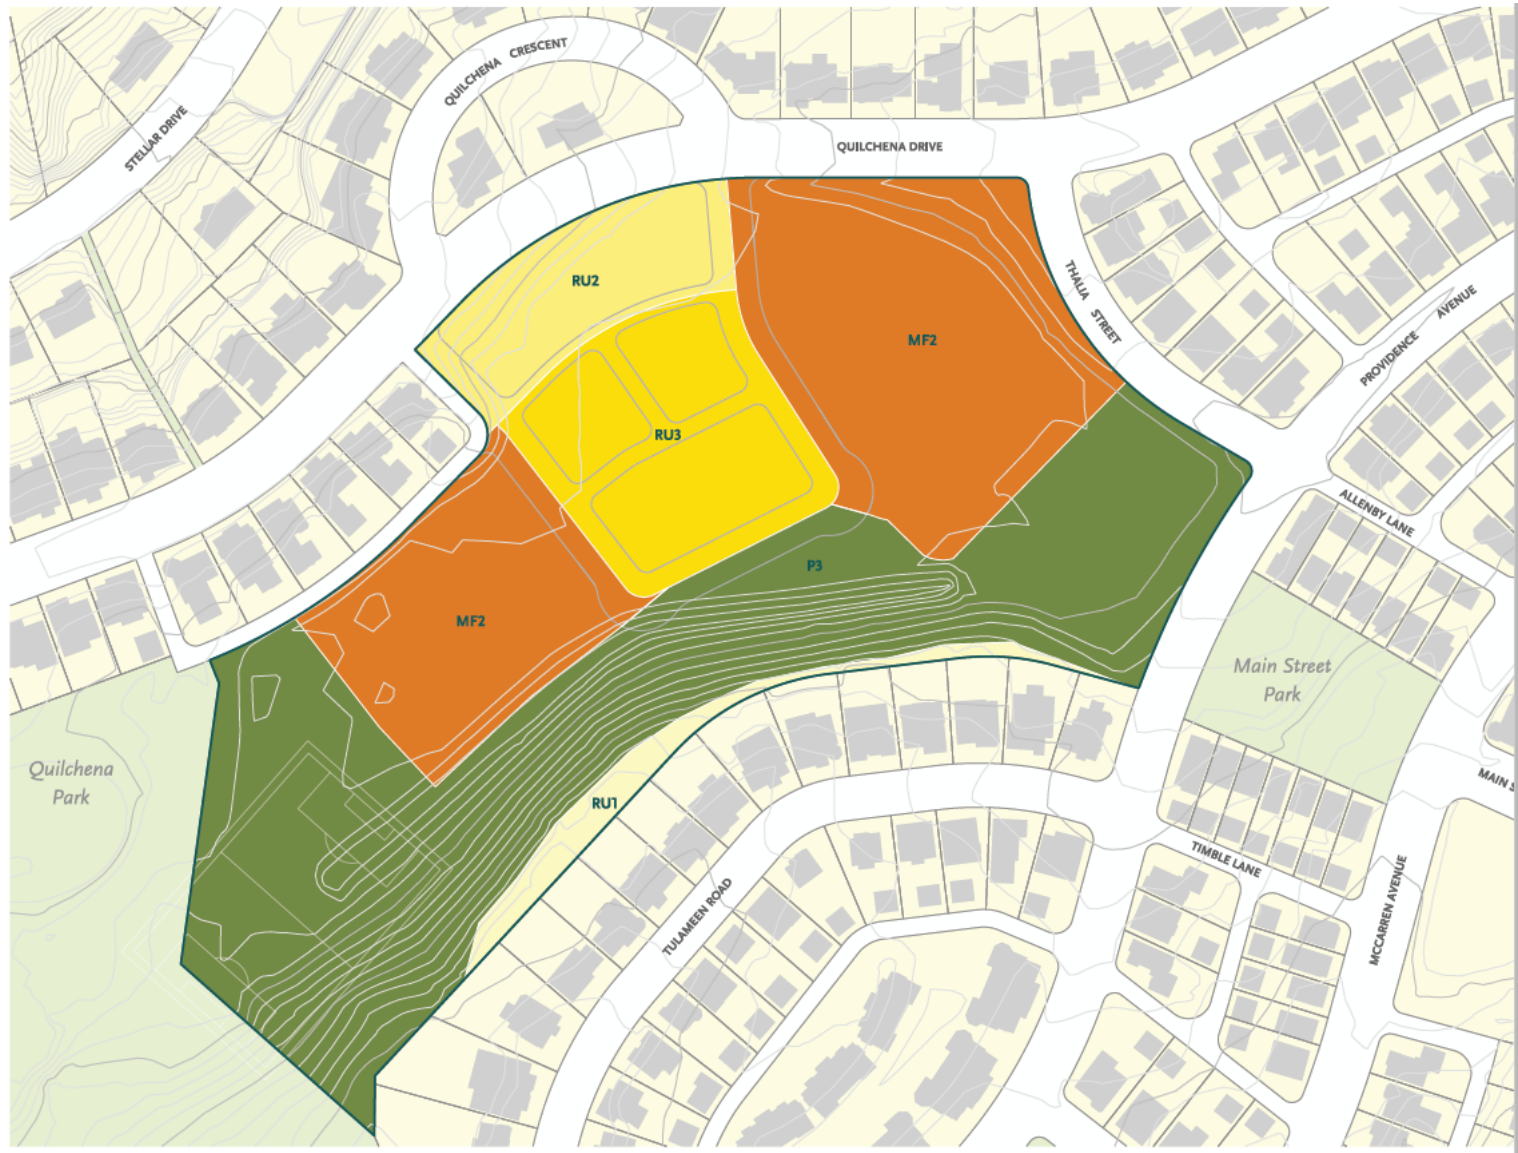 QUILCHENA CRESCENT
STELLAR DRIVE
QUILCHENA DRIVE
RU2
THALIA STREET
MF2
PROVIDENCE AVENUE
RU3
ALLENBY LANE
P3
MF2
Main Street
Park
Quilchena
Park
MAIN S
RU1
TIMBLE LANE
TULAMEEN ROAD
MCCARREN AVENUE